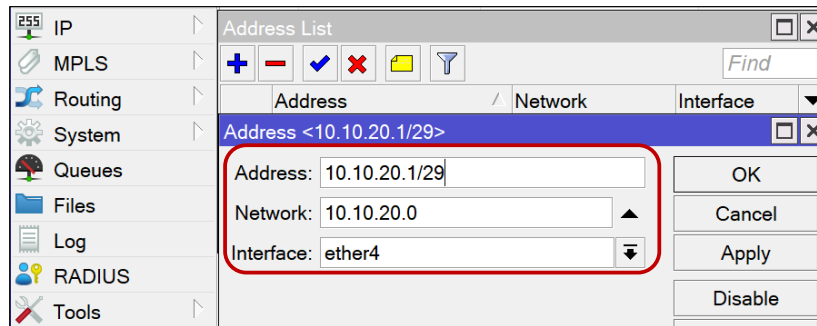 255 IP
MPLS
Routing
System
Queues
Files
Log
RADIUS
Tools
Address List
Find
Address Network Interface
Address <10.10.20.1/29>
Address: 10.10.20.1/29
Network: 10.10.20.0
Interface: ether4
OK
Cancel
Apply
Disable